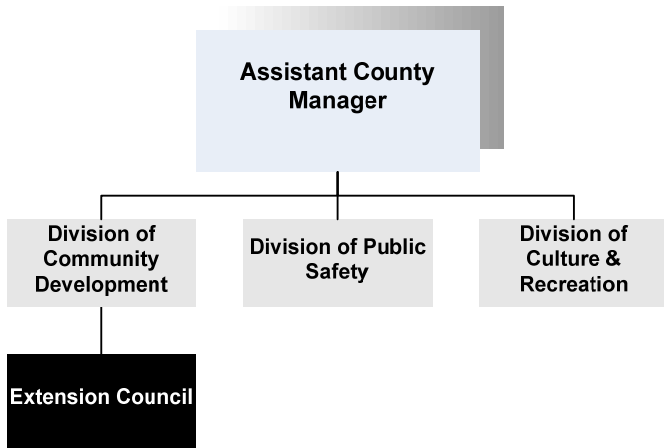 Assistant County
Manager
Division of
Community
Development
Division of Public
Safety
Division of
Culture &
Recreation
Extension Council